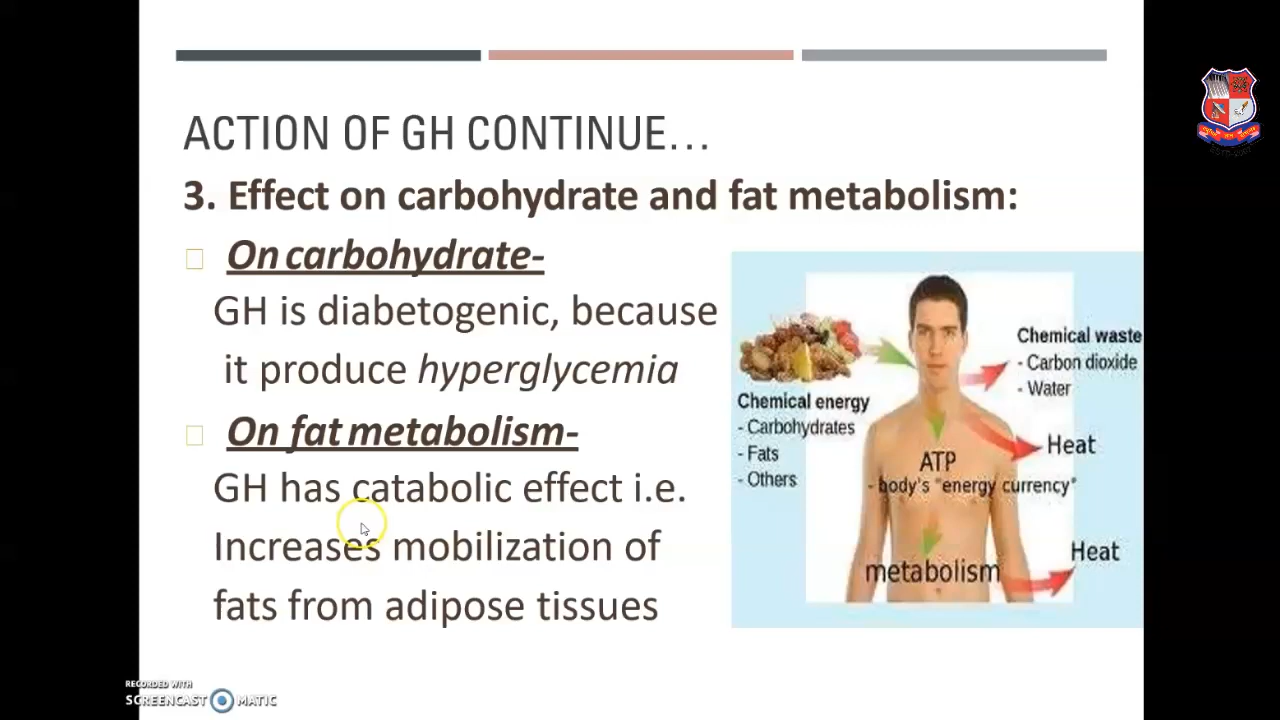 ACTION OF GH CONTINUE...
3. Effect on carbohydrate and fat metabolism:
On carbohydrate-
GH is diabetogenic, because
it produce hyperglycemia
On fat metabolism-
GH has catabolic effect i.e.
Increases mobilization of
fats from adipose tissues
Chemical energy
- Carbohydrates
- Fats
- Others
Chemical waste
- Carbon dioxide
- Water
Heat
ATP
- body's "energy currency"
Heat
metabolism
RECORDED WITH
SCREENCAST MATIC